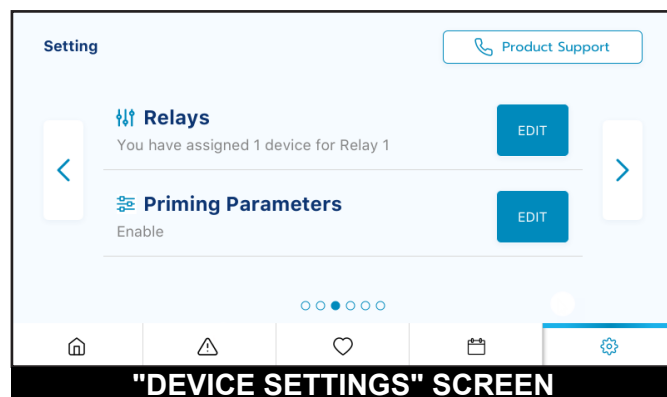 Setting
Product Support
Relays
You have assigned 1 device for Relay 1
EDIT
Priming Parameters
Enable
EDIT
"DEVICE SETTINGS" SCREEN